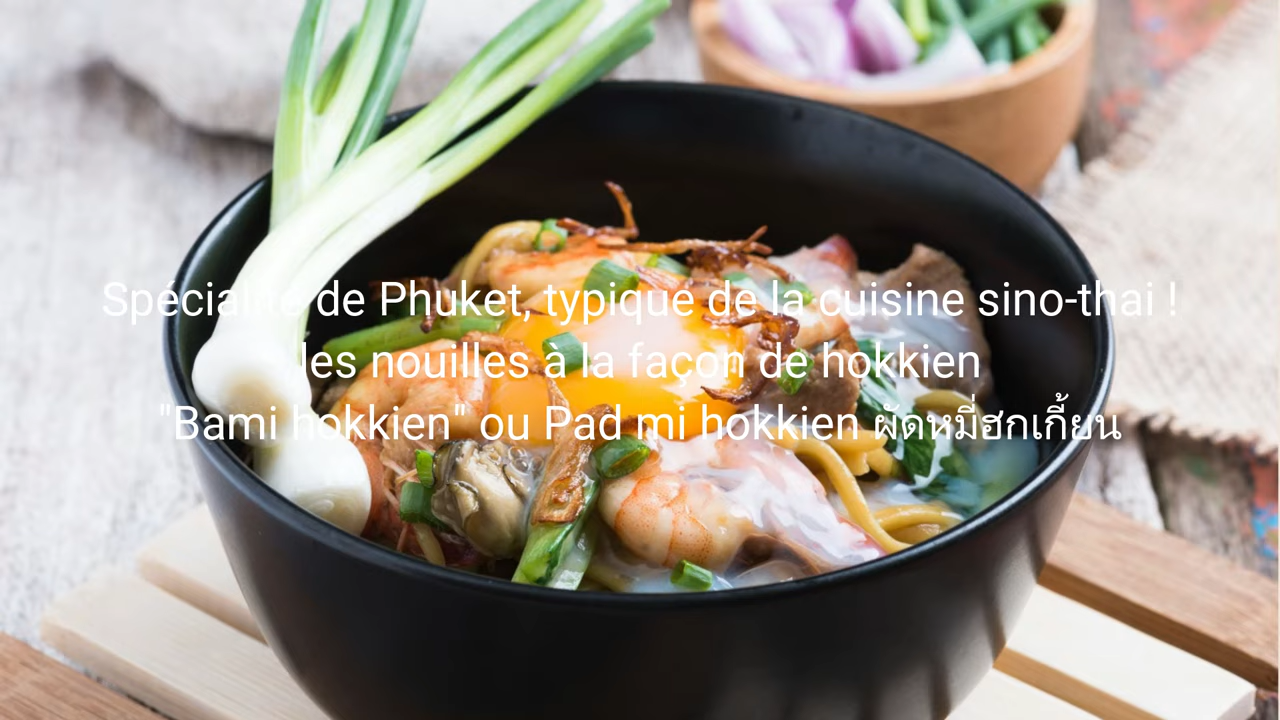 Spécialité de Phuket, typique de la cuisine sino-thai !
les nouilles à la façon de hokkien
"Bami hokkien" ou Pad mi hokkien ผัดหมี่ฮกเกี้ยน